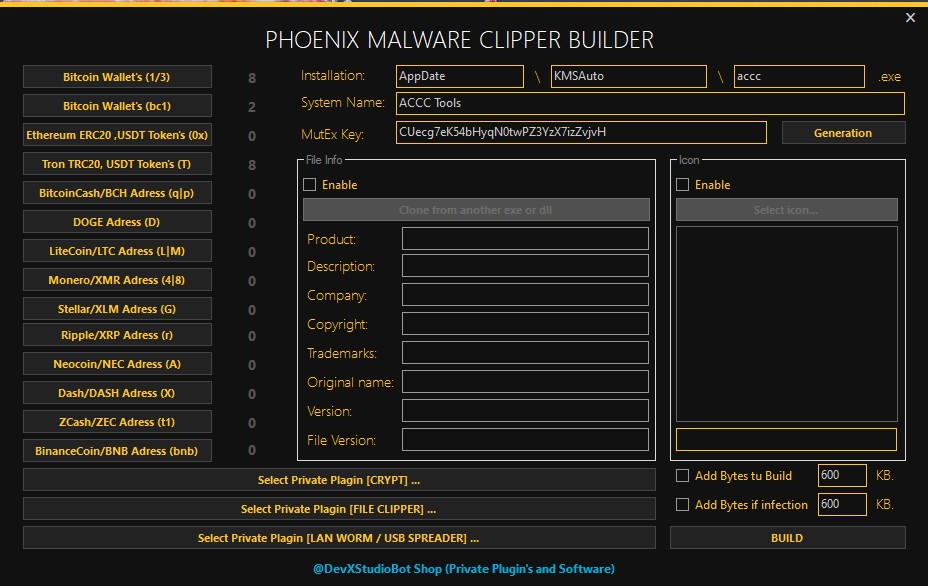 X
PHOENIX MALWARE CLIPPER BUILDER
Bitcoin Wallet's (1/3) 8
Bitcoin Wallet's (bc1) 2
Ethereum ERC20 ,USDT Token's (0x) 0
Tron TRC20, USDT Token's (T) 8
BitcoinCash/BCH Adress (q|p) 0
DOGE Adress (D) 0
LiteCoin/LTC Adress (L|M) 0
Monero/XMR Adress (4|8) 0
Stellar/XLM Adress (G) 0
Ripple/XRP Adress (r) 0
Neocoin/NEC Adress (A) 0
Dash/DASH Adress (X) 0
ZCash/ZEC Adress (t1) 0
BinanceCoin/BNB Adress (bnb) 0
Installation: AppDate \ KMSAuto \ accc .exe
System Name: ACCC Tools
MutEx Key: CUecg7eK54bHyqN0twPZ3YzX7izZvjvH Generation
File Info
Enable
Clone from another exe or dll
Product:
Description:
Company:
Copyright:
Trademarks:
Original name:
Version:
File Version:
Icon
Enable
Select icon...
Select Private Plagin [CRYPT] ...
Select Private Plagin [FILE CLIPPER] ...
Select Private Plagin [LAN WORM / USB SPREADER] ...
Add Bytes tu Build 600 KB.
Add Bytes if infection 600 KB.
BUILD
@DevXStudioBot Shop (Private Plugin's and Software)